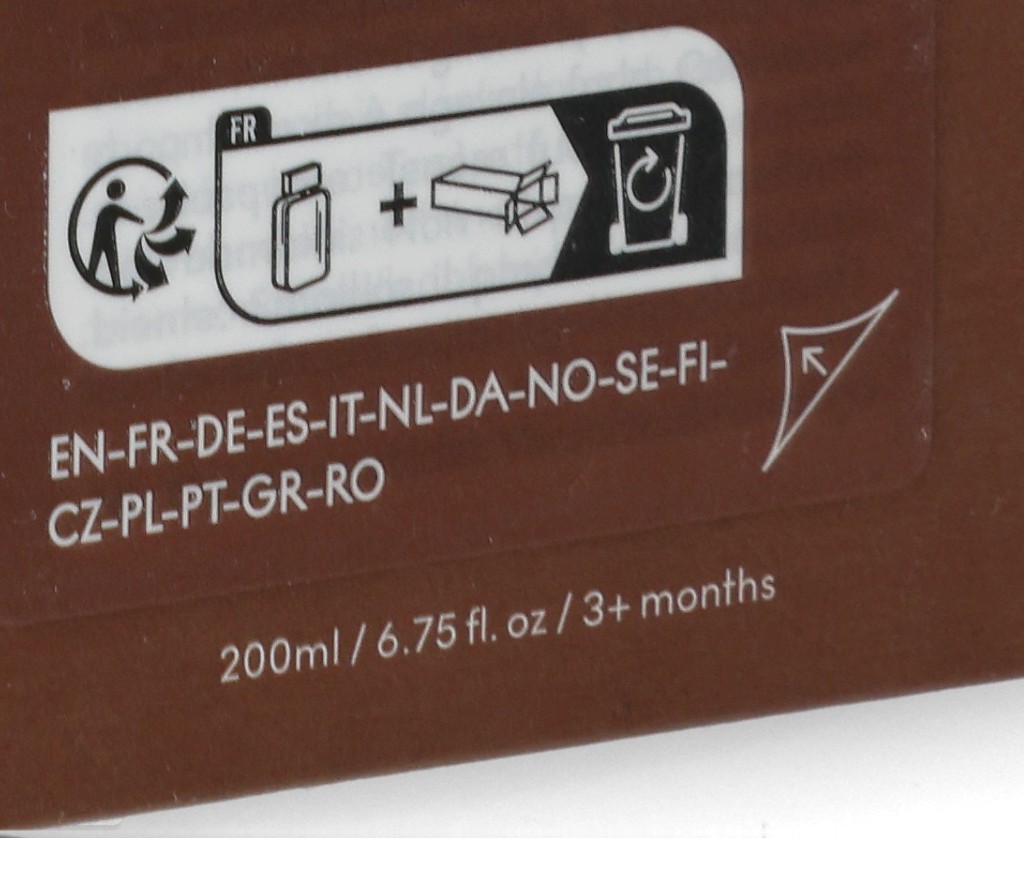 FR
EN-FR-DE-ES-IT-NL-DA-NO-SE-FI-
CZ-PL-PT-GR-RO
200ml / 6.75 fl. oz / 3+ months